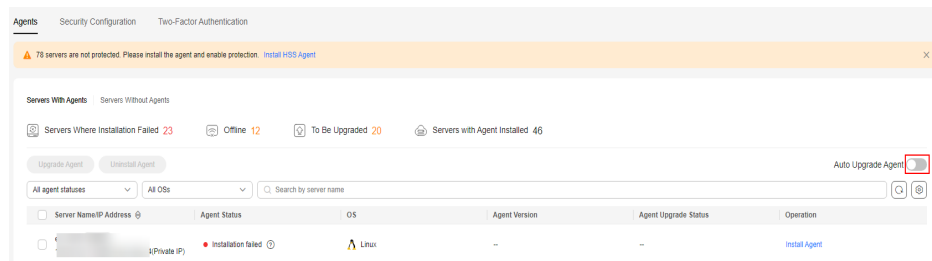 Agents Security Configuration Two-Factor Authentication
78 servers are not protected. Please install the agent and enable protection. Install HSS Agent
Servers With Agents Servers Without Agents
Servers Where Installation Failed 23 Offline 12 To Be Upgraded 20 Servers with Agent Installed 46
Upgrade Agent Uninstall Agent Auto Upgrade Agent
All agent statuses All OSs Search by server name
Server Name/IP Address Agent Status OS Agent Version Agent Upgrade Status Operation
Installation failed Linux -- -- Install Agent
(Private IP)